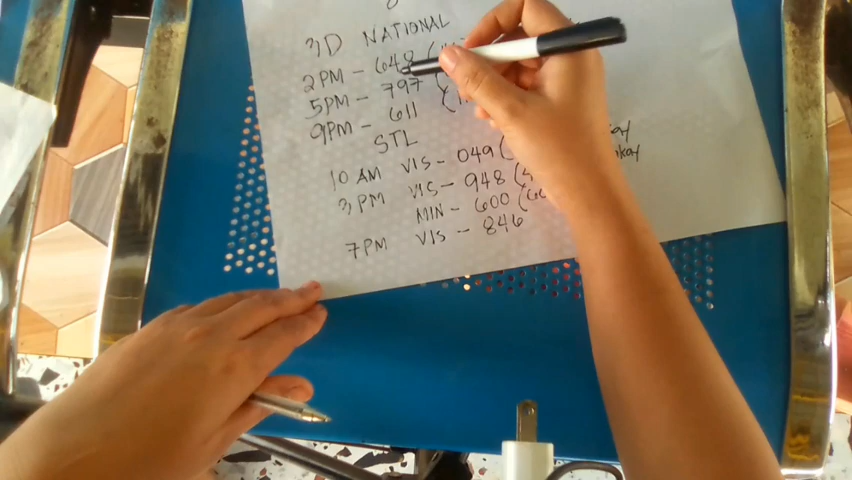 3D NATIONAL
2PM - 648 (
5PM - 797 (
9PM - 611 (
STL
10 AM VIS - 049 (
3PM VIS - 948 (
MIN - 600 (
7PM VIS - 846